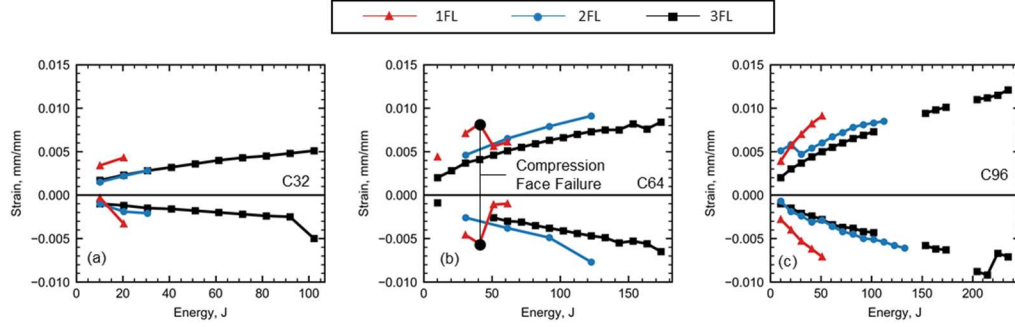 1FL 2FL 3FL
0.015 0.015 0.015
0.010 0.010 0.010
0.005 0.005 0.005
0.000 0.000 0.000
−0.005 −0.005 −0.005
−0.010 −0.010 −0.010
Strain, mm/mm Strain, mm/mm Strain, mm/mm
C32 C64 C96
Compression
Face Failure
(a) (b) (c)
0 20 40 60 80 100 0 50 100 150 0 50 100 150 200
Energy, J Energy, J Energy, J